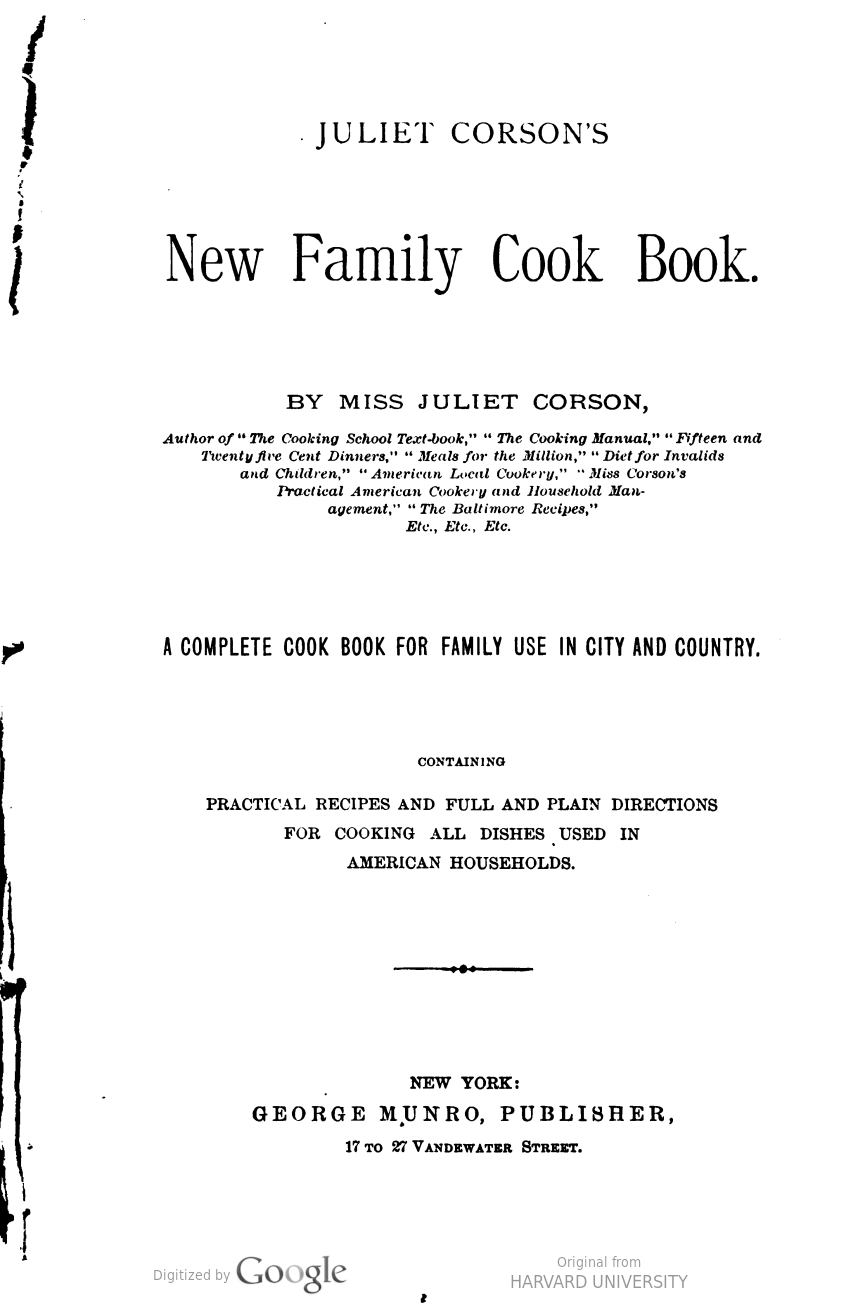 JULIET CORSON'S
New Family Cook Book.
BY MISS JULIET CORSON,
Author of "The Cooking School Text-book," "The Cooking Manual," "Fifteen and
Twenty five Cent Dinners," "Meals for the Million," "Diet for Invalids
and Children," "American Local Cookery," "Miss Corson's
Practical American Cookery and Household Man-
agement," "The Baltimore Recipes,"
Etc., Etc., Etc.
A COMPLETE COOK BOOK FOR FAMILY USE IN CITY AND COUNTRY.
CONTAINING
PRACTICAL RECIPES AND FULL AND PLAIN DIRECTIONS
FOR COOKING ALL DISHES USED IN
AMERICAN HOUSEHOLDS.
NEW YORK:
GEORGE MUNRO, PUBLISHER,
17 TO 27 VANDEWATER STREET.
Digitized by Google
Original from
HARVARD UNIVERSITY